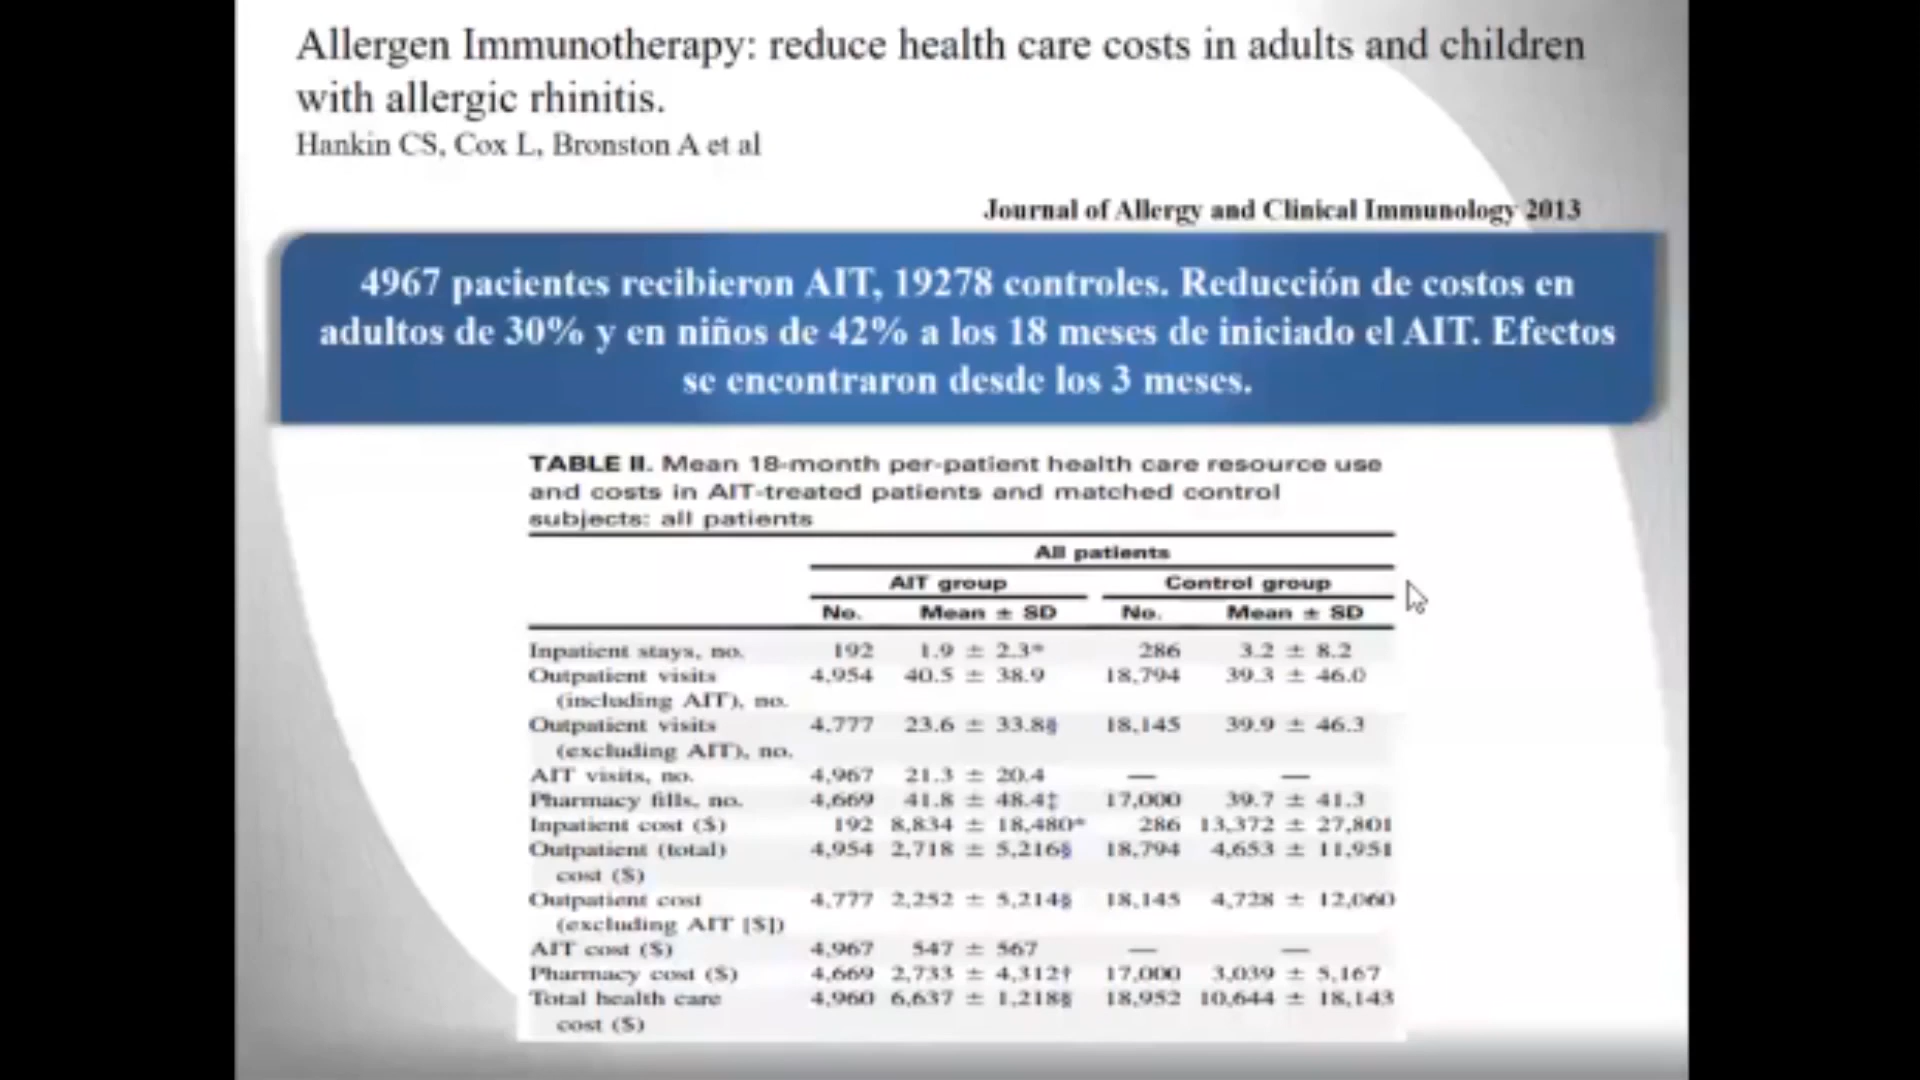 Allergen Immunotherapy: reduce health care costs in adults and children
with allergic rhinitis.
Hankin CS, Cox L, Bronston A et al
Journal of Allergy and Clinical Immunology 2013
4967 pacientes recibieron AIT, 19278 controles. Reducción de costos en
adultos de 30% y en niños de 42% a los 18 meses de iniciado el AIT. Efectos
se encontraron desde los 3 meses.
TABLE II. Mean 18-month per-patient health care resource use
and costs in AIT-treated patients and matched control
subjects: all patients
All patients
AIT group Control group
No. Mean ± SD No. Mean ± SD
Inpatient stays, no. 192 1.9 ± 2.3* 286 3.2 ± 8.2
Outpatient visits 4,954 40.5 ± 38.9 18,794 39.3 ± 46.0
(including AIT), no.
Outpatient visits 4,777 23.6 ± 33.8§ 18,145 39.9 ± 46.3
(excluding AIT), no.
AIT visits, no. 4,967 21.3 ± 20.4 — —
Pharmacy fills, no. 4,669 41.8 ± 48.4‡ 17,000 39.7 ± 41.3
Inpatient cost ($) 192 8,834 ± 18,480* 286 13,372 ± 27,801
Outpatient (total) 4,954 2,718 ± 5,216§ 18,794 4,653 ± 11,951
cost ($)
Outpatient cost 4,777 2,252 ± 5,214§ 18,145 4,728 ± 12,060
(excluding AIT [$])
AIT cost ($) 4,967 547 ± 567 — —
Pharmacy cost ($) 4,669 2,733 ± 4,312† 17,000 3,039 ± 5,167
Total health care 4,960 6,637 ± 1,218§ 18,952 10,644 ± 18,143
cost ($)